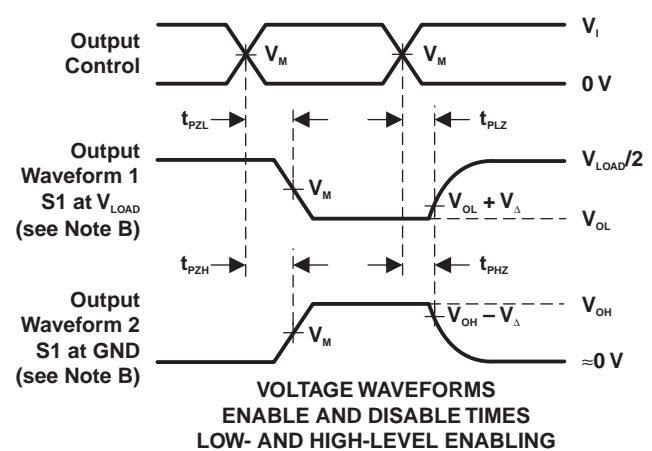 Output
Control
V_M
V_M
V_I
0 V
t_PZL
t_PLZ
Output
Waveform 1
S1 at V_LOAD
(see Note B)
V_M
V_OL + V_Δ
V_LOAD/2
V_OL
t_PZH
t_PHZ
Output
Waveform 2
S1 at GND
(see Note B)
V_M
V_OH – V_Δ
V_OH
≈0 V
VOLTAGE WAVEFORMS
ENABLE AND DISABLE TIMES
LOW- AND HIGH-LEVEL ENABLING